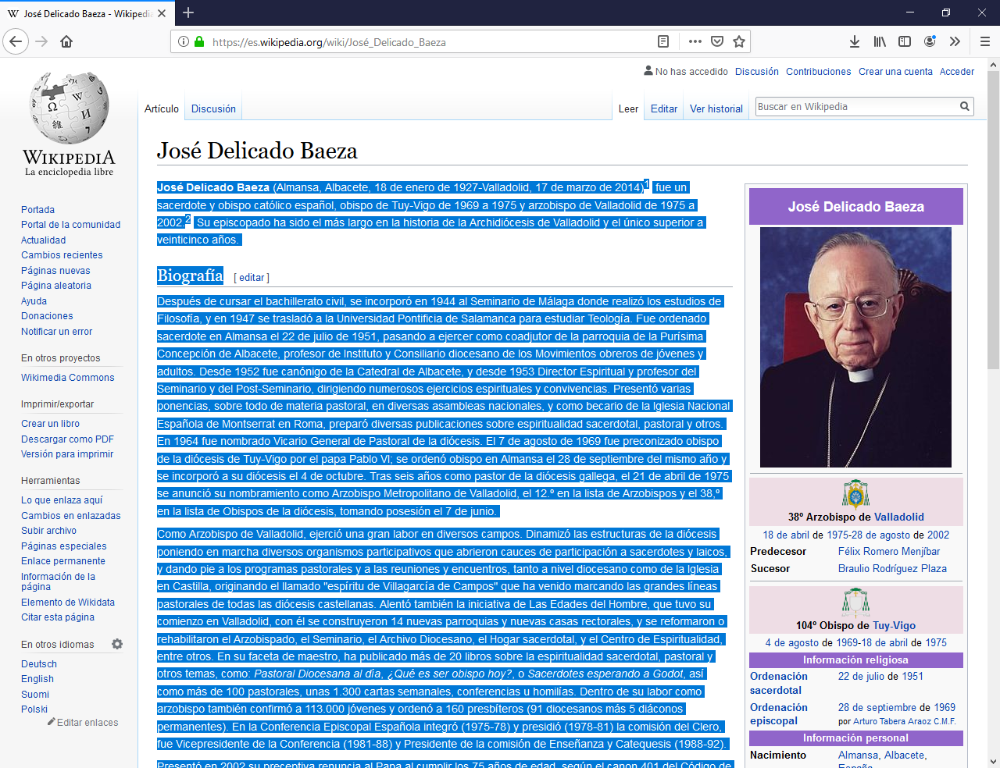 José Delicado Baeza - Wikipedia
https://es.wikipedia.org/wiki/José_Delicado_Baeza
No has accedido Discusión Contribuciones Crear una cuenta Acceder
Artículo Discusión Leer Editar Ver historial Buscar en Wikipedia
WIKIPEDIA
La enciclopedia libre
Portada
Portal de la comunidad
Actualidad
Cambios recientes
Páginas nuevas
Página aleatoria
Ayuda
Donaciones
Notificar un error
En otros proyectos
Wikimedia Commons
Imprimir/exportar
Crear un libro
Descargar como PDF
Versión para imprimir
Herramientas
Lo que enlaza aquí
Cambios en enlazadas
Subir archivo
Páginas especiales
Enlace permanente
Información de la
página
Elemento de Wikidata
Citar esta página
En otros idiomas
Deutsch
English
Suomi
Polski
Editar enlaces
José Delicado Baeza
José Delicado Baeza (Almansa, Albacete, 18 de enero de 1927-Valladolid, 17 de marzo de 2014)1 fue un
sacerdote y obispo católico español, obispo de Tuy-Vigo de 1969 a 1975 y arzobispo de Valladolid de 1975 a
2002.2 Su episcopado ha sido el más largo en la historia de la Archidiócesis de Valladolid y el único superior a
veinticinco años.
Biografía [ editar ]
Después de cursar el bachillerato civil, se incorporó en 1944 al Seminario de Málaga donde realizó los estudios de
Filosofía, y en 1947 se trasladó a la Universidad Pontificia de Salamanca para estudiar Teología. Fue ordenado
sacerdote en Almansa el 22 de julio de 1951, pasando a ejercer como coadjutor de la parroquia de la Purísima
Concepción de Albacete, profesor de Instituto y Consiliario diocesano de los Movimientos obreros de jóvenes y
adultos. Desde 1952 fue canónigo de la Catedral de Albacete, y desde 1953 Director Espiritual y profesor del
Seminario y del Post-Seminario, dirigiendo numerosos ejercicios espirituales y convivencias. Presentó varias
ponencias, sobre todo de materia pastoral, en diversas asambleas nacionales, y como becario de la Iglesia Nacional
Española de Montserrat en Roma, preparó diversas publicaciones sobre espiritualidad sacerdotal, pastoral y otros.
En 1964 fue nombrado Vicario General de Pastoral de la diócesis. El 7 de agosto de 1969 fue preconizado obispo
de la diócesis de Tuy-Vigo por el papa Pablo VI; se ordenó obispo en Almansa el 28 de septiembre del mismo año y
se incorporó a su diócesis el 4 de octubre. Tras seis años como pastor de la diócesis gallega, el 21 de abril de 1975
se anunció su nombramiento como Arzobispo Metropolitano de Valladolid, el 12.º en la lista de Arzobispos y el 38,º
en la lista de Obispos de la diócesis, tomando posesión el 7 de junio.
Como Arzobispo de Valladolid, ejerció una gran labor en diversos campos. Dinamizó las estructuras de la diócesis
poniendo en marcha diversos organismos participativos que abrieron cauces de participación a sacerdotes y laicos,
y dando pie a los programas pastorales y a las reuniones y encuentros, tanto a nivel diocesano como de la Iglesia
en Castilla, originando el llamado "espíritu de Villagarcía de Campos" que ha venido marcando las grandes líneas
pastorales de todas las diócesis castellanas. Alentó también la iniciativa de Las Edades del Hombre, que tuvo su
comienzo en Valladolid, con él se construyeron 14 nuevas parroquias y nuevas casas rectorales, y se reformaron o
rehabilitaron el Arzobispado, el Seminario, el Archivo Diocesano, el Hogar sacerdotal, y el Centro de Espiritualidad,
entre otros. En su faceta de maestro, ha publicado más de 20 libros sobre la espiritualidad sacerdotal, pastoral y
otros temas, como: Pastoral Diocesana al día, ¿Qué es ser obispo hoy?, o Sacerdotes esperando a Godot, así
como más de 100 pastorales, unas 1.300 cartas semanales, conferencias u homilías. Dentro de su labor como
arzobispo también confirmó a 113.000 jóvenes y ordenó a 160 presbíteros (91 diocesanos más 5 diáconos
permanentes). En la Conferencia Episcopal Española integró (1975-78) y presidió (1978-81) la comisión del Clero,
fue Vicepresidente de la Conferencia (1981-88) y Presidente de la comisión de Enseñanza y Catequesis (1988-92).
Presentó en 2002 su preceptiva renuncia al Papa al cumplir los 75 años de edad, según el canon 401 del Código de
José Delicado Baeza
38º Arzobispo de Valladolid
18 de abril de 1975-28 de agosto de 2002
Predecesor Félix Romero Menjíbar
Sucesor Braulio Rodríguez Plaza
104º Obispo de Tuy-Vigo
4 de agosto de 1969-18 de abril de 1975
Información religiosa
Ordenación 22 de julio de 1951
sacerdotal
Ordenación 28 de septiembre de 1969
episcopal por Arturo Tabera Araoz C.M.F.
Información personal
Nacimiento Almansa, Albacete,
España